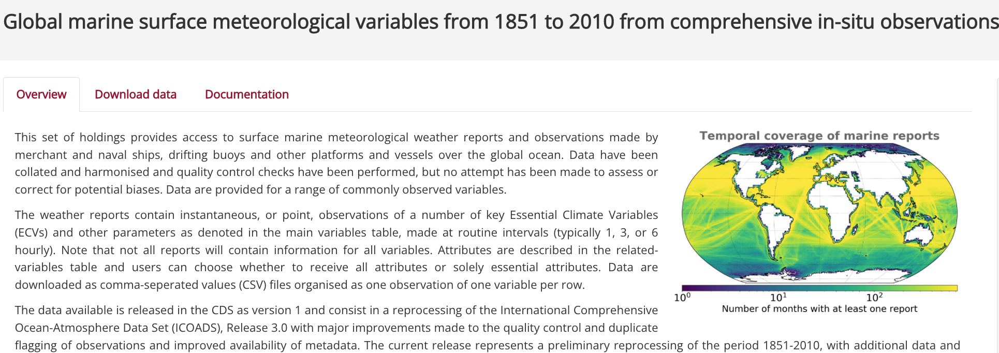 Global marine surface meteorological variables from 1851 to 2010 from comprehensive in-situ observations
Overview
Download data
Documentation
This set of holdings provides access to surface marine meteorological weather reports and observations made by
merchant and naval ships, drifting buoys and other platforms and vessels over the global ocean. Data have been
collated and harmonised and quality control checks have been performed, but no attempt has been made to assess or
correct for potential biases. Data are provided for a range of commonly observed variables.
The weather reports contain instantaneous, or point, observations of a number of key Essential Climate Variables
(ECVs) and other parameters as denoted in the main variables table, made at routine intervals (typically 1, 3, or 6
hourly). Note that not all reports will contain information for all variables. Attributes are described in the related-
variables table and users can choose whether to receive all attributes or solely essential attributes. Data are
downloaded as comma-seperated values (CSV) files organised as one observation of one variable per row.
The data available is released in the CDS as version 1 and consist in a reprocessing of the International Comprehensive
Ocean-Atmosphere Data Set (ICOADS), Release 3.0 with major improvements made to the quality control and duplicate
flagging of observations and improved availability of metadata. The current release represents a preliminary reprocessing of the period 1851-2010, with additional data and
Temporal coverage of marine reports
10⁰ 10¹ 10²
Number of months with at least one report